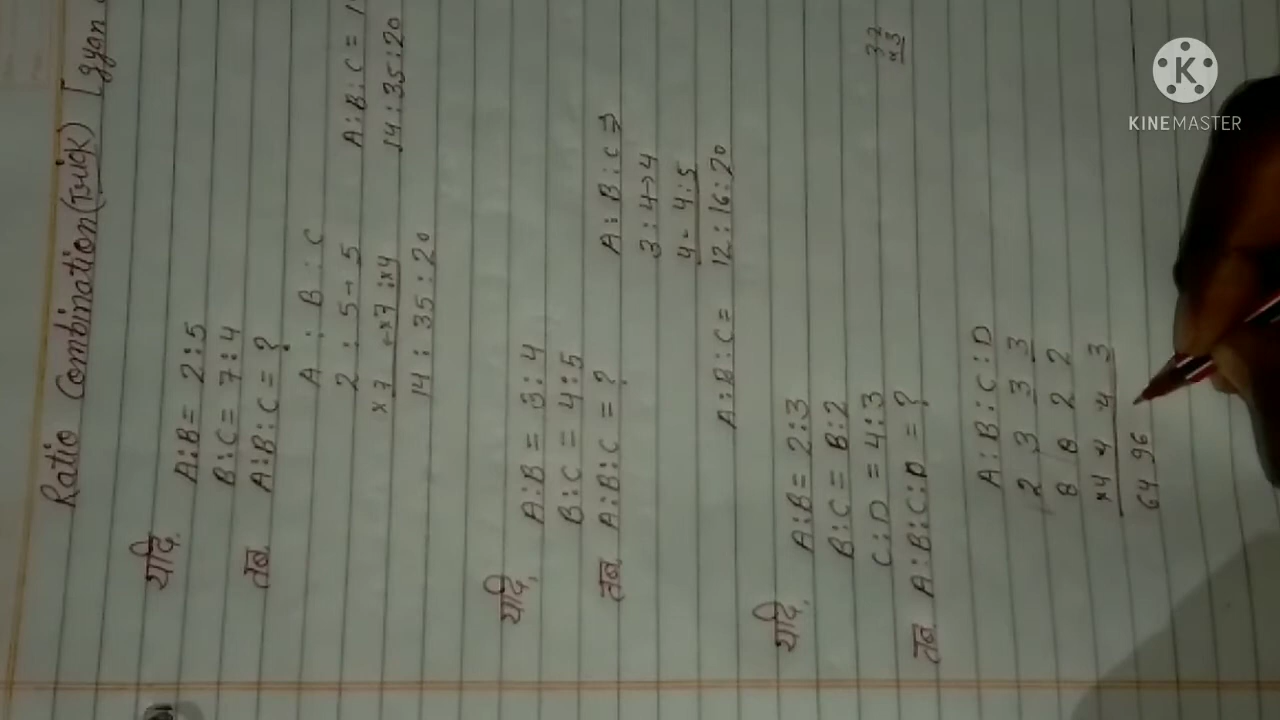 Ratio Combination (Trick) [gyan
यदि, A:B = 2:5
B:C = 7:4
तब A:B:C = ?
A : B : C
2 : 5 → 5
×7 ←×7 :×4
14 : 35 : 20
A:B:C = 1
14:35:20
यदि, A:B = 3:4
B:C = 4:5
तब A:B:C = ?
A:B:C ⇒
3:4→4
4- 4:5
A:B:C= 12:16:20
यदि, A:B= 2:3
B:C= 8:2
C:D = 4:3
तब A:B:C:D = ?
A:B:C:D
2 3 3 3
8 8 2 2
×4 4 4 3
64 96
32
×3
KINEMASTER